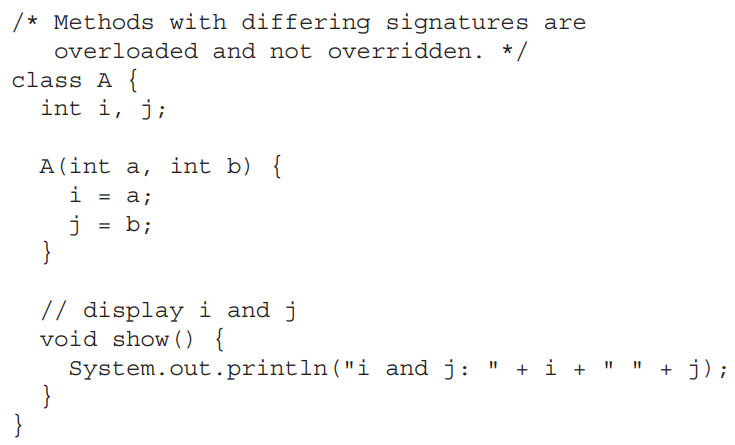 /* Methods with differing signatures are
   overloaded and not overridden. */
class A {
  int i, j;

  A(int a, int b) {
    i = a;
    j = b;
  }

  // display i and j
  void show() {
    System.out.println("i and j: " + i + " " + j);
  }
}